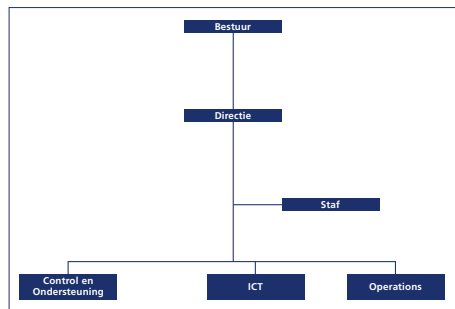 Bestuur
Directie
Staf
Control en
Ondersteuning
ICT
Operations